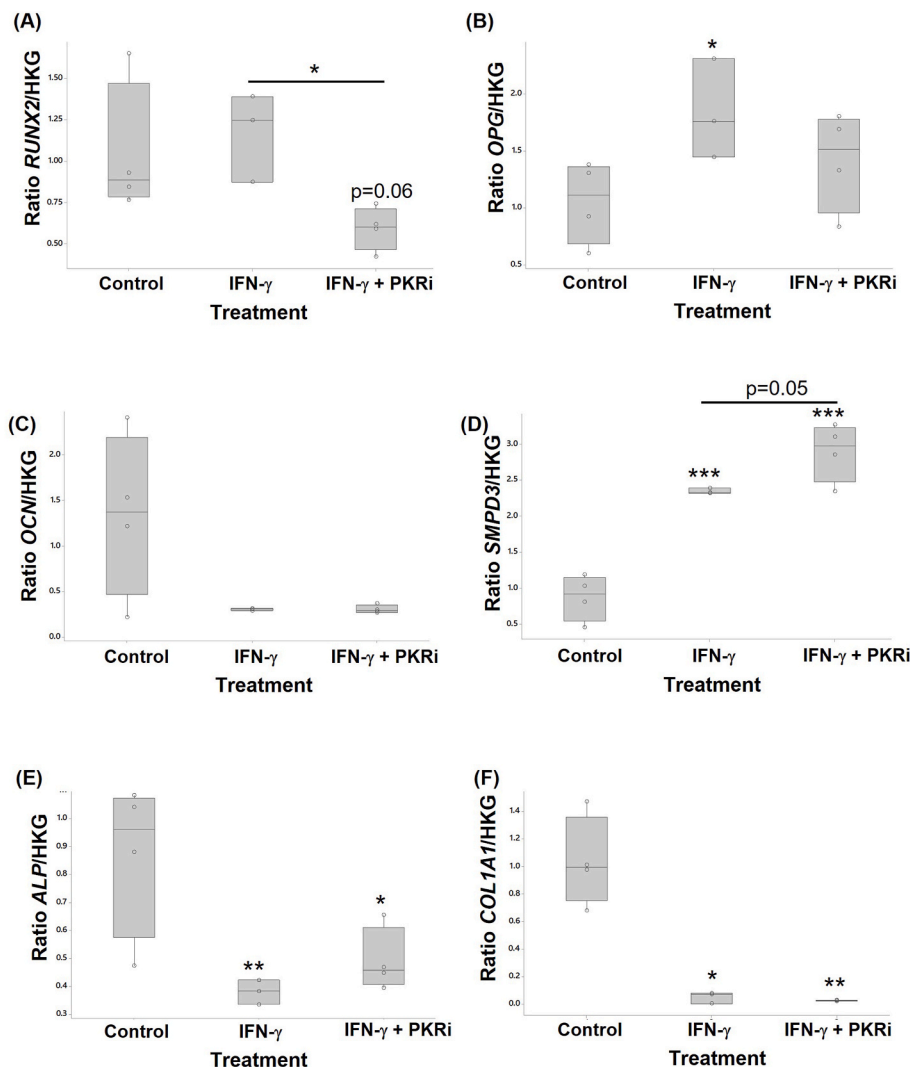 (A)
Ratio RUNX2/HKG
1.50
1.25
1.00
0.75
0.50
*
p=0.06
Control IFN-γ IFN-γ + PKRi
Treatment
(B)
Ratio OPG/HKG
2.0
1.5
1.0
0.5
*
Control IFN-γ IFN-γ + PKRi
Treatment
(C)
Ratio OCN/HKG
2.0
1.5
1.0
0.5
0.0
Control IFN-γ IFN-γ + PKRi
Treatment
(D)
Ratio SMPD3/HKG
3.0
2.5
2.0
1.5
1.0
0.5
p=0.05
***
***
Control IFN-γ IFN-γ + PKRi
Treatment
(E)
Ratio ALP/HKG
1.0
0.9
0.8
0.7
0.6
0.5
0.4
0.3
**
*
Control IFN-γ IFN-γ + PKRi
Treatment
(F)
Ratio COL1A1/HKG
1.4
1.2
1.0
0.8
0.6
0.4
0.2
0.0
*
**
Control IFN-γ IFN-γ + PKRi
Treatment